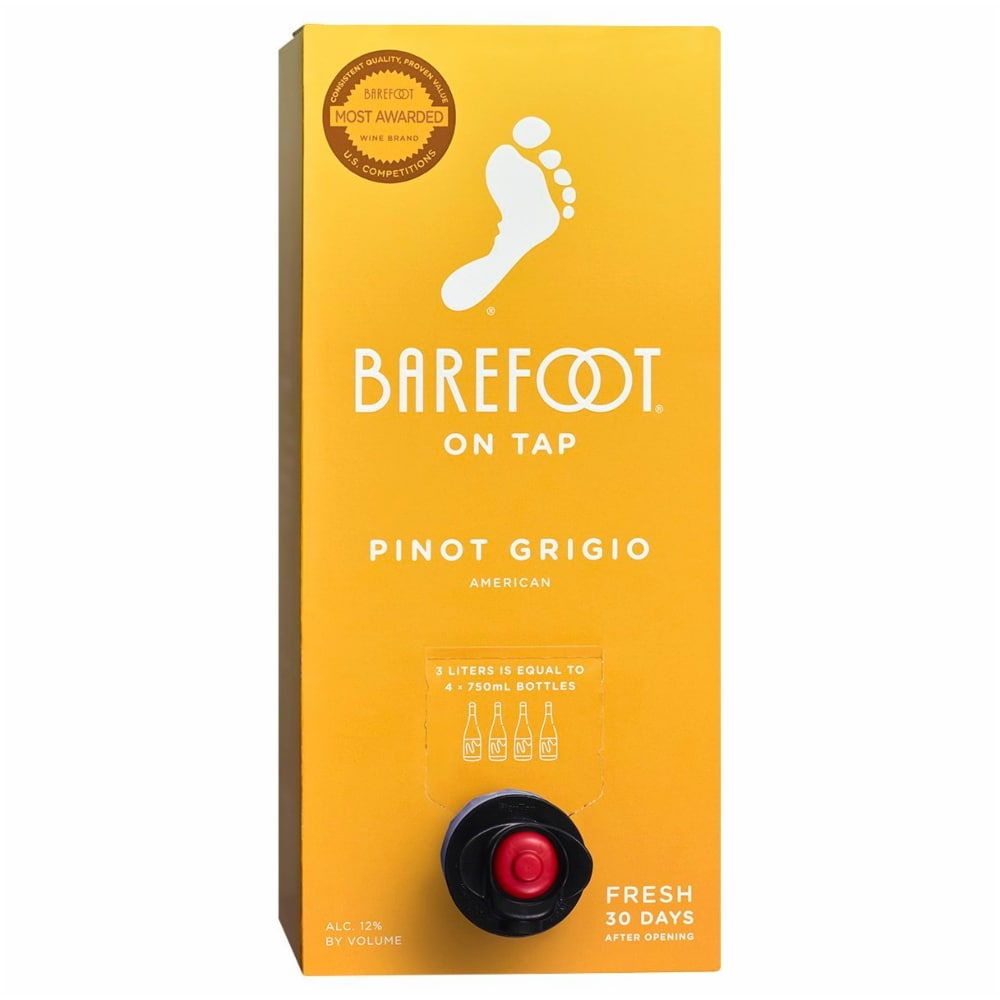 CONSISTENT QUALITY, PROVEN VALUE
BAREFOOT
MOST AWARDED
WINE BRAND
U.S. COMPETITIONS
®
BAREFOOT®
ON TAP
PINOT GRIGIO
AMERICAN
3 LITERS IS EQUAL TO
4 x 750mL BOTTLES
ALC. 12%
BY VOLUME
FRESH
30 DAYS
AFTER OPENING